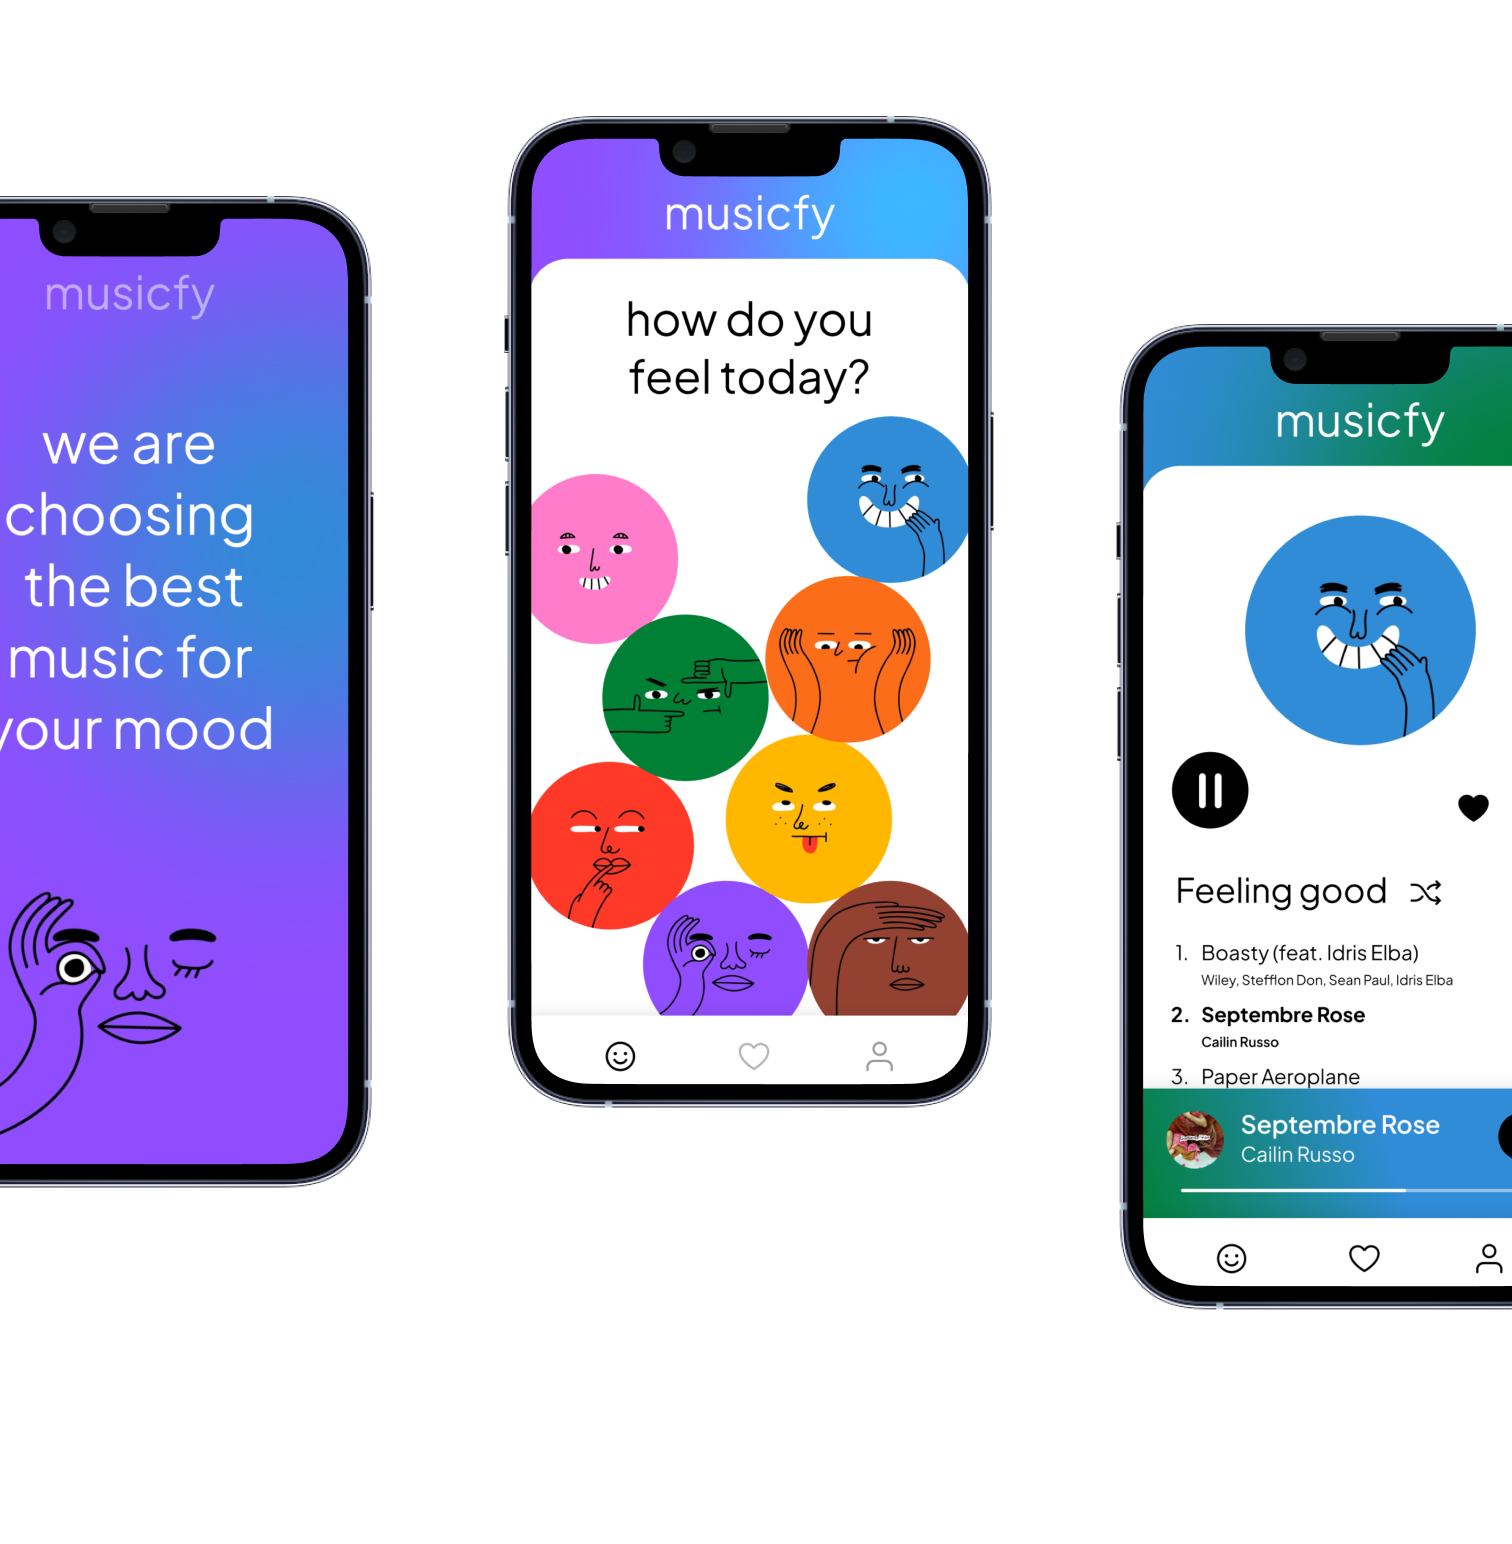 musicfy
we are
choosing
the best
music for
your mood
musicfy
how do you
feel today?
musicfy
Feeling good
1. Boasty (feat. Idris Elba)
Wiley, Stefflon Don, Sean Paul, Idris Elba
2. Septembre Rose
Cailin Russo
3. Paper Aeroplane
Septembre Rose
Cailin Russo